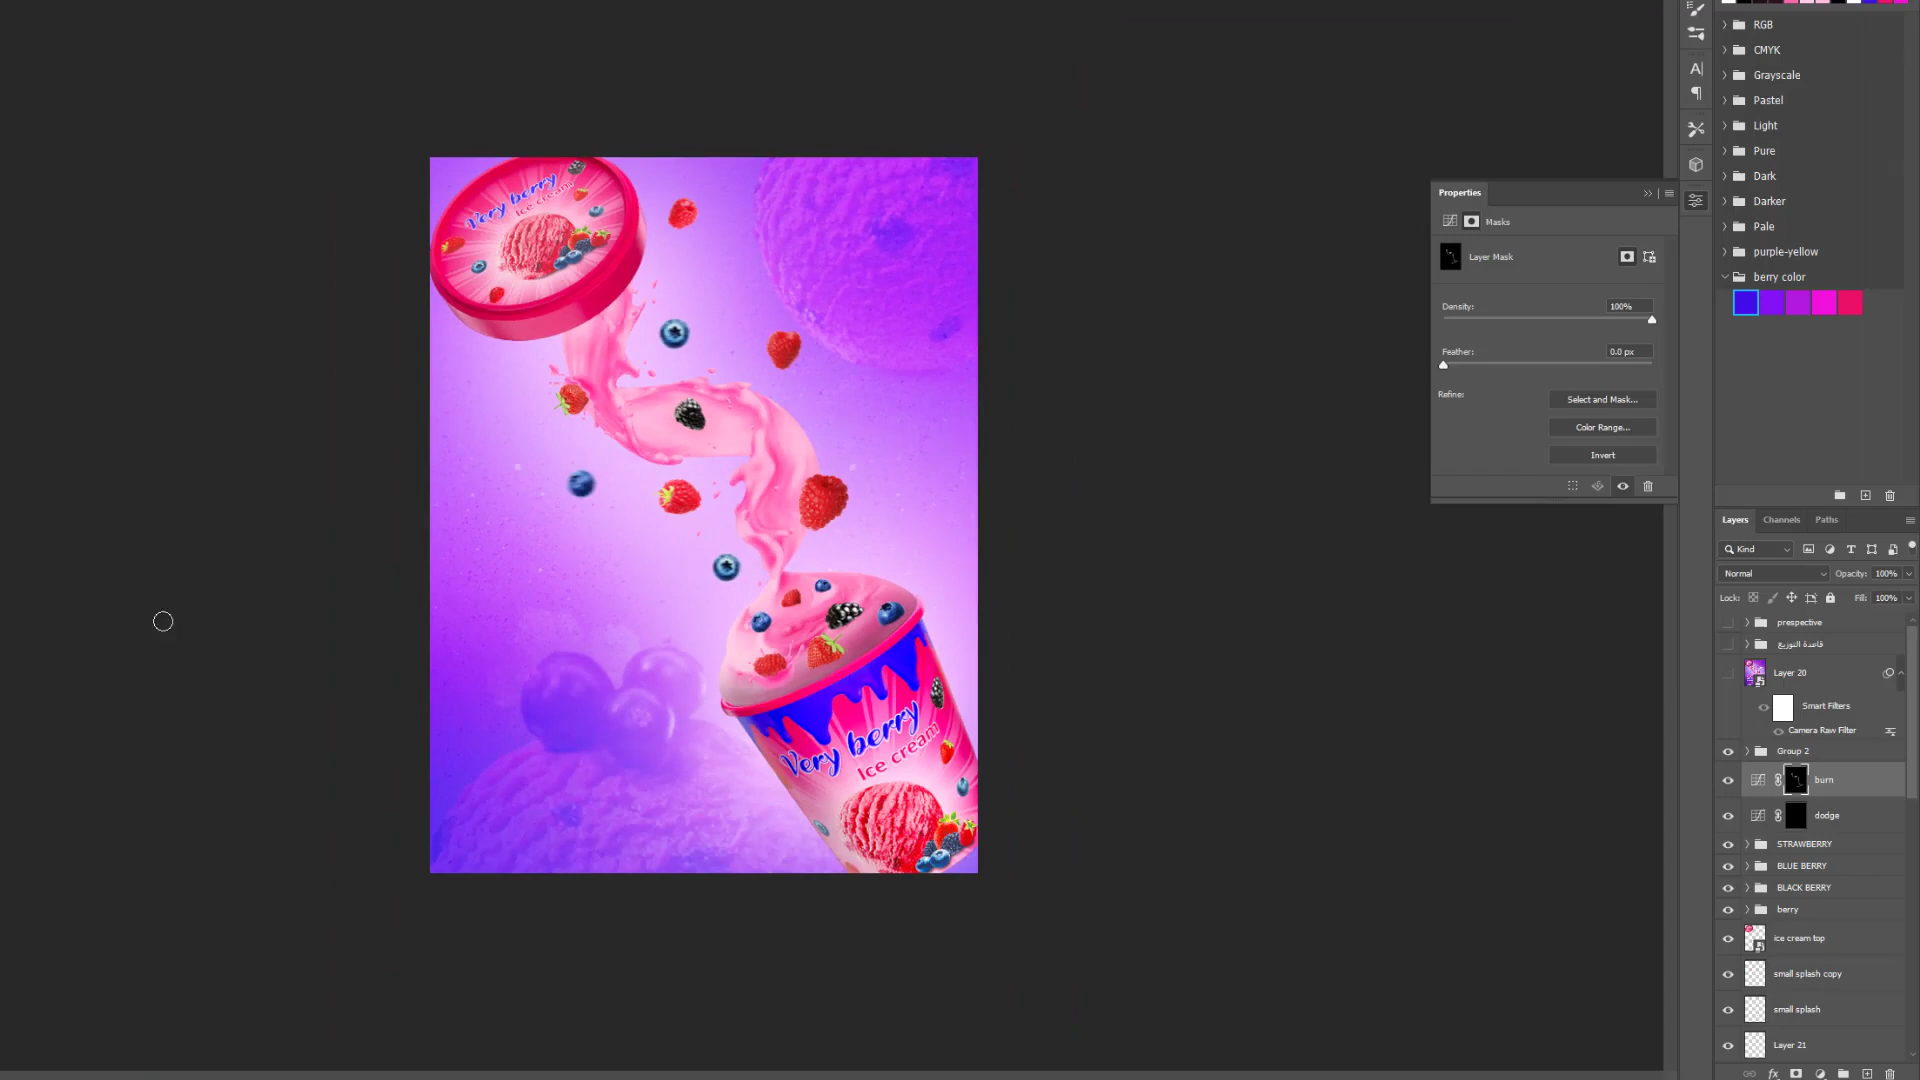 RGB
CMYK
Grayscale
Pastel
Light
Pure
Dark
Darker
Pale
purple-yellow
berry color
Properties
Masks
Layer Mask
Density:
100%
Feather:
0.0 px
Refine:
Select and Mask...
Color Range...
Invert
Very berry
Ice cream
Very berry
Ice cream
Layers
Channels
Paths
Kind
Normal
Opacity: 100%
Lock:
Fill: 100%
prespective
قاعدة التوزيع
Layer 20
Smart Filters
Camera Raw Filter
Group 2
burn
dodge
STRAWBERRY
BLUE BERRY
BLACK BERRY
berry
ice cream top
small splash copy
small splash
Layer 21
fx